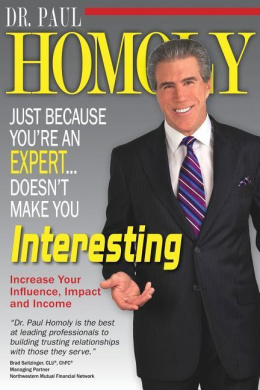 DR. PAUL
HOMOLY
JUST BECAUSE
YOU'RE AN
EXPERT...
DOESN'T
MAKE YOU
Interesting
Increase Your
Influence, Impact
and Income
"Dr. Paul Homoly is the best
at leading professionals to
building trusting relationships
with those they serve."
Brad Seitzinger, CLU®, ChFC®
Managing Partner
Northwestern Mutual Financial Network